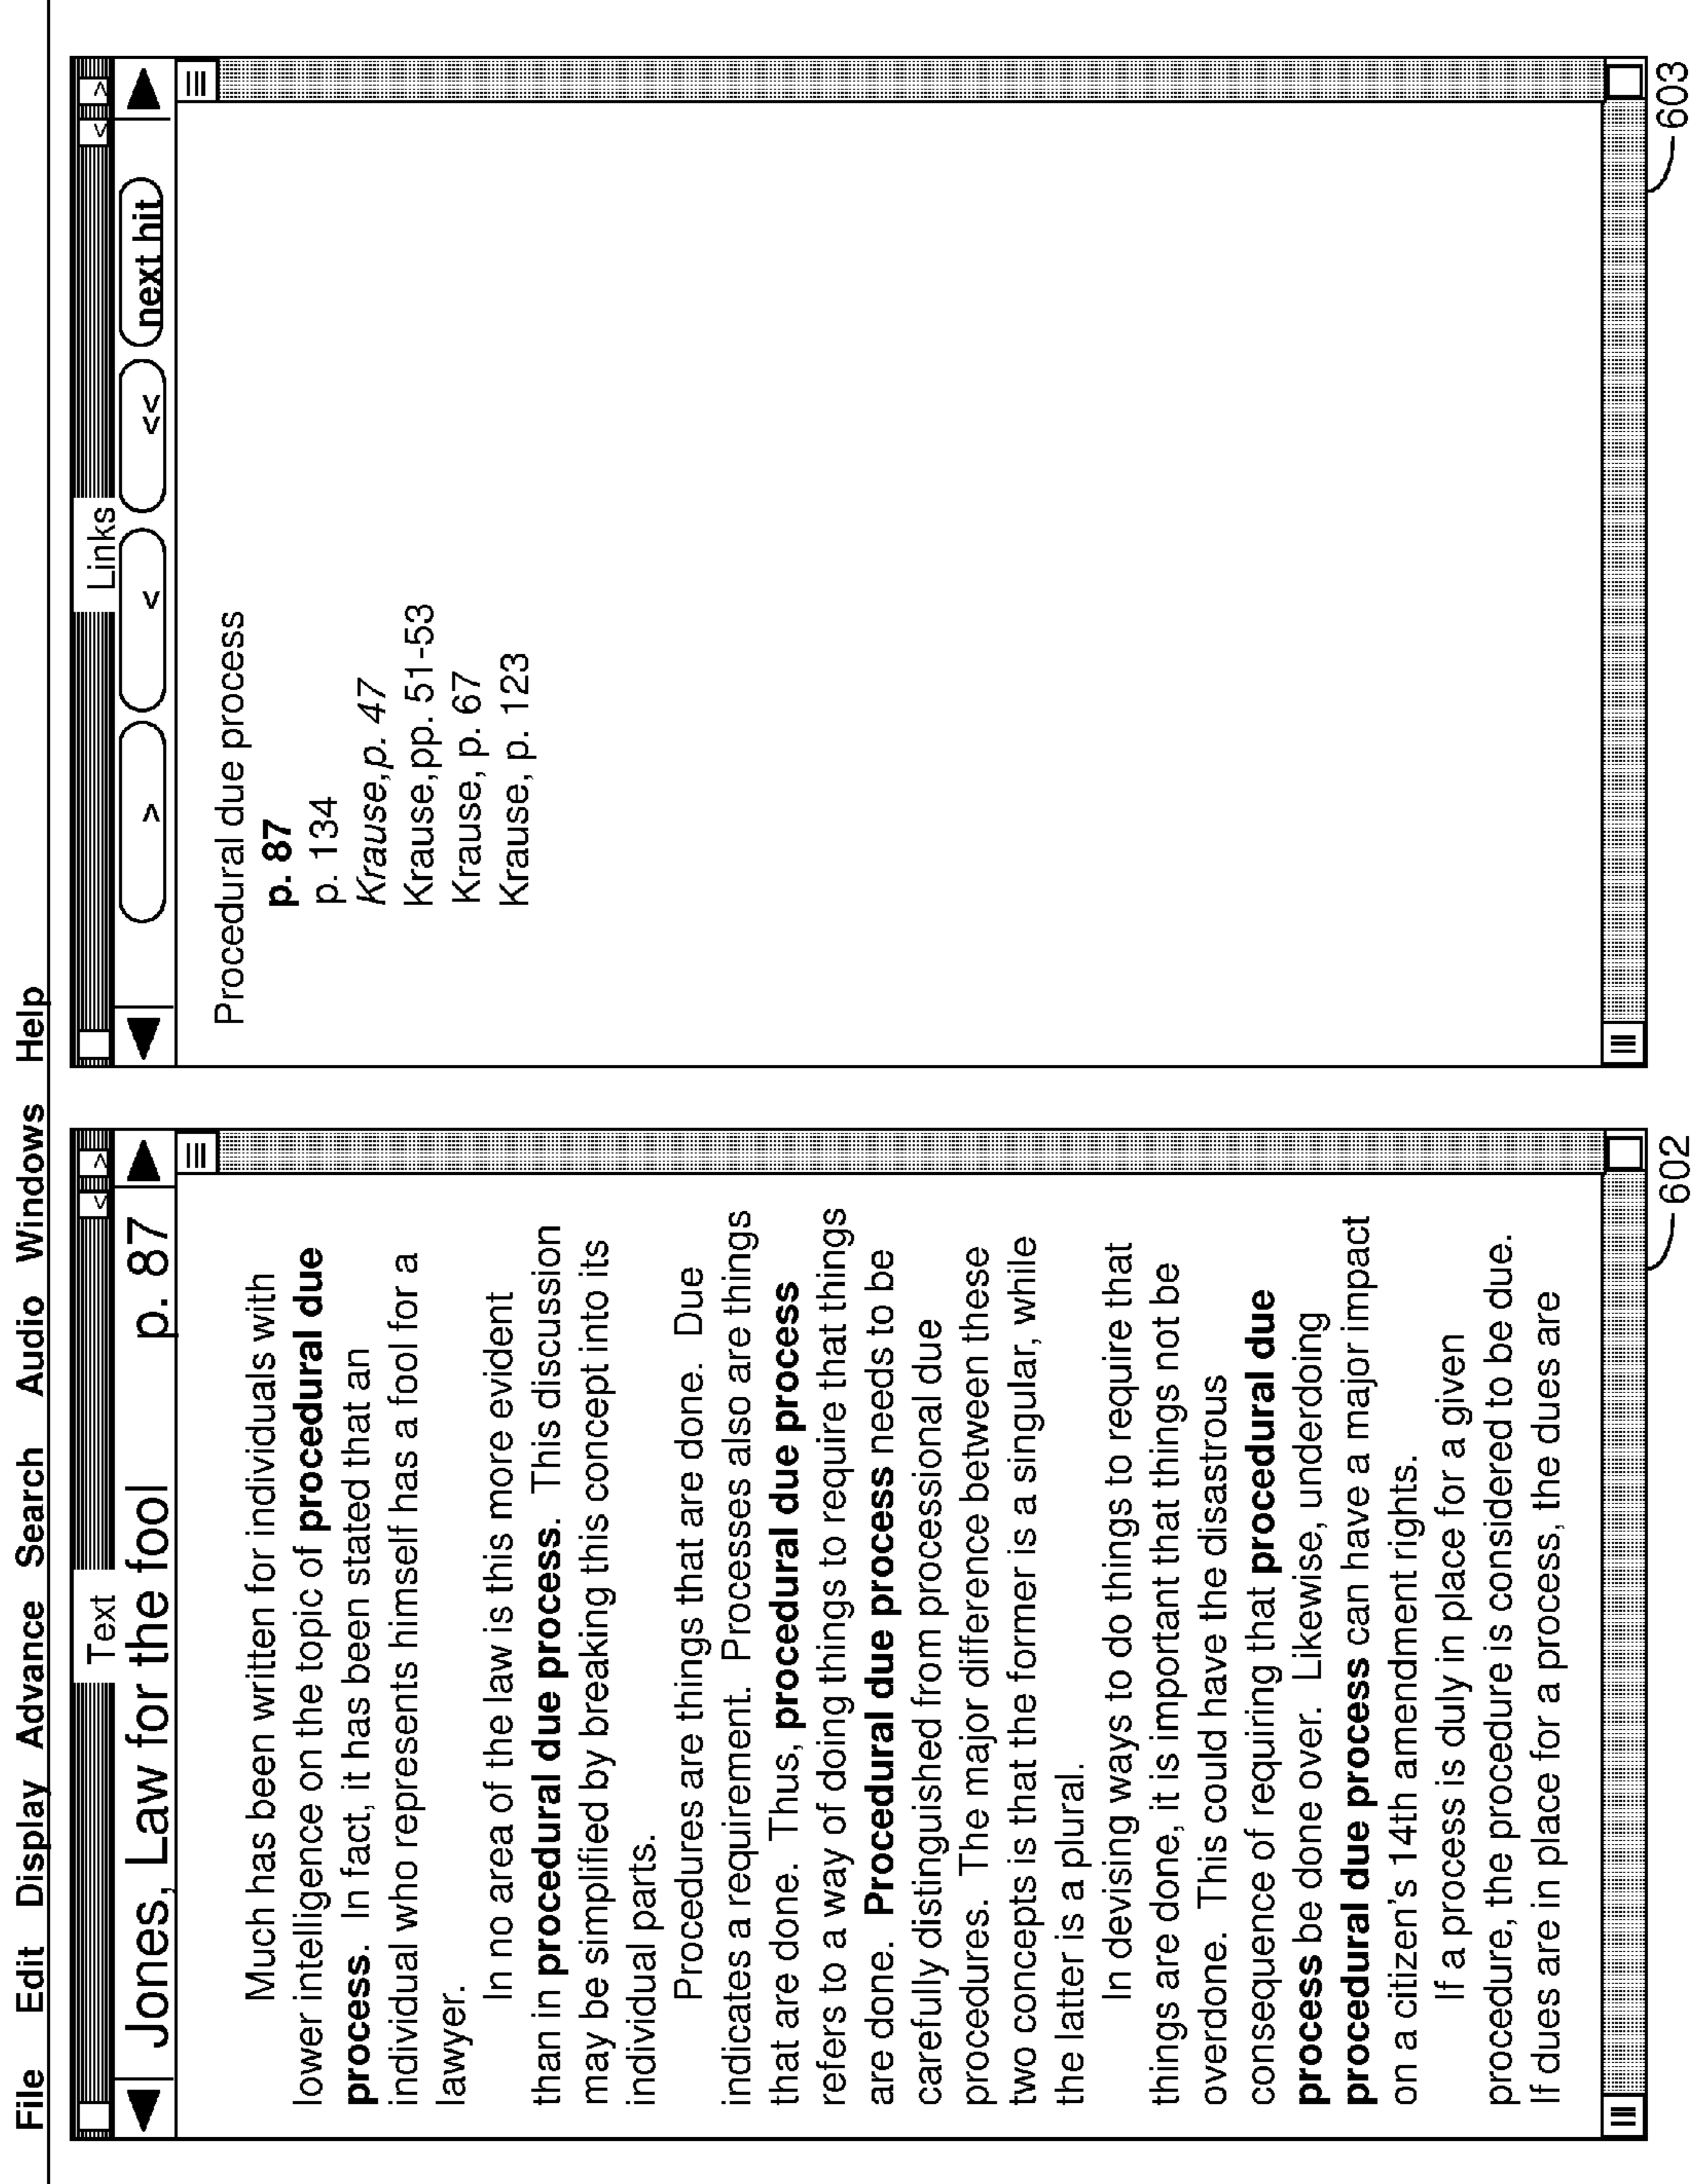 File Edit Display Advance Search Audio Windows Help
Text
< >
Jones, Law for the fool p. 87
Much has been written for individuals with
lower intelligence on the topic of procedural due
process. In fact, it has been stated that an
individual who represents himself has a fool for a
lawyer.
In no area of the law is this more evident
than in procedural due process. This discussion
may be simplified by breaking this concept into its
individual parts.
Procedures are things that are done. Due
indicates a requirement. Processes also are things
that are done. Thus, procedural due process
refers to a way of doing things to require that things
are done. Procedural due process needs to be
carefully distinguished from processional due
procedures. The major difference between these
two concepts is that the former is a singular, while
the latter is a plural.
In devising ways to do things to require that
things are done, it is important that things not be
overdone. This could have the disastrous
consequence of requiring that procedural due
process be done over. Likewise, underdoing
procedural due process can have a major impact
on a citizen's 14th amendment rights.
If a process is duly in place for a given
procedure, the procedure is considered to be due.
If dues are in place for a process, the dues are
602
Links
< >
> < << next hit
Procedural due process
p. 87
p. 134
Krause,p. 47
Krause,pp. 51-53
Krause, p. 67
Krause, p. 123
603